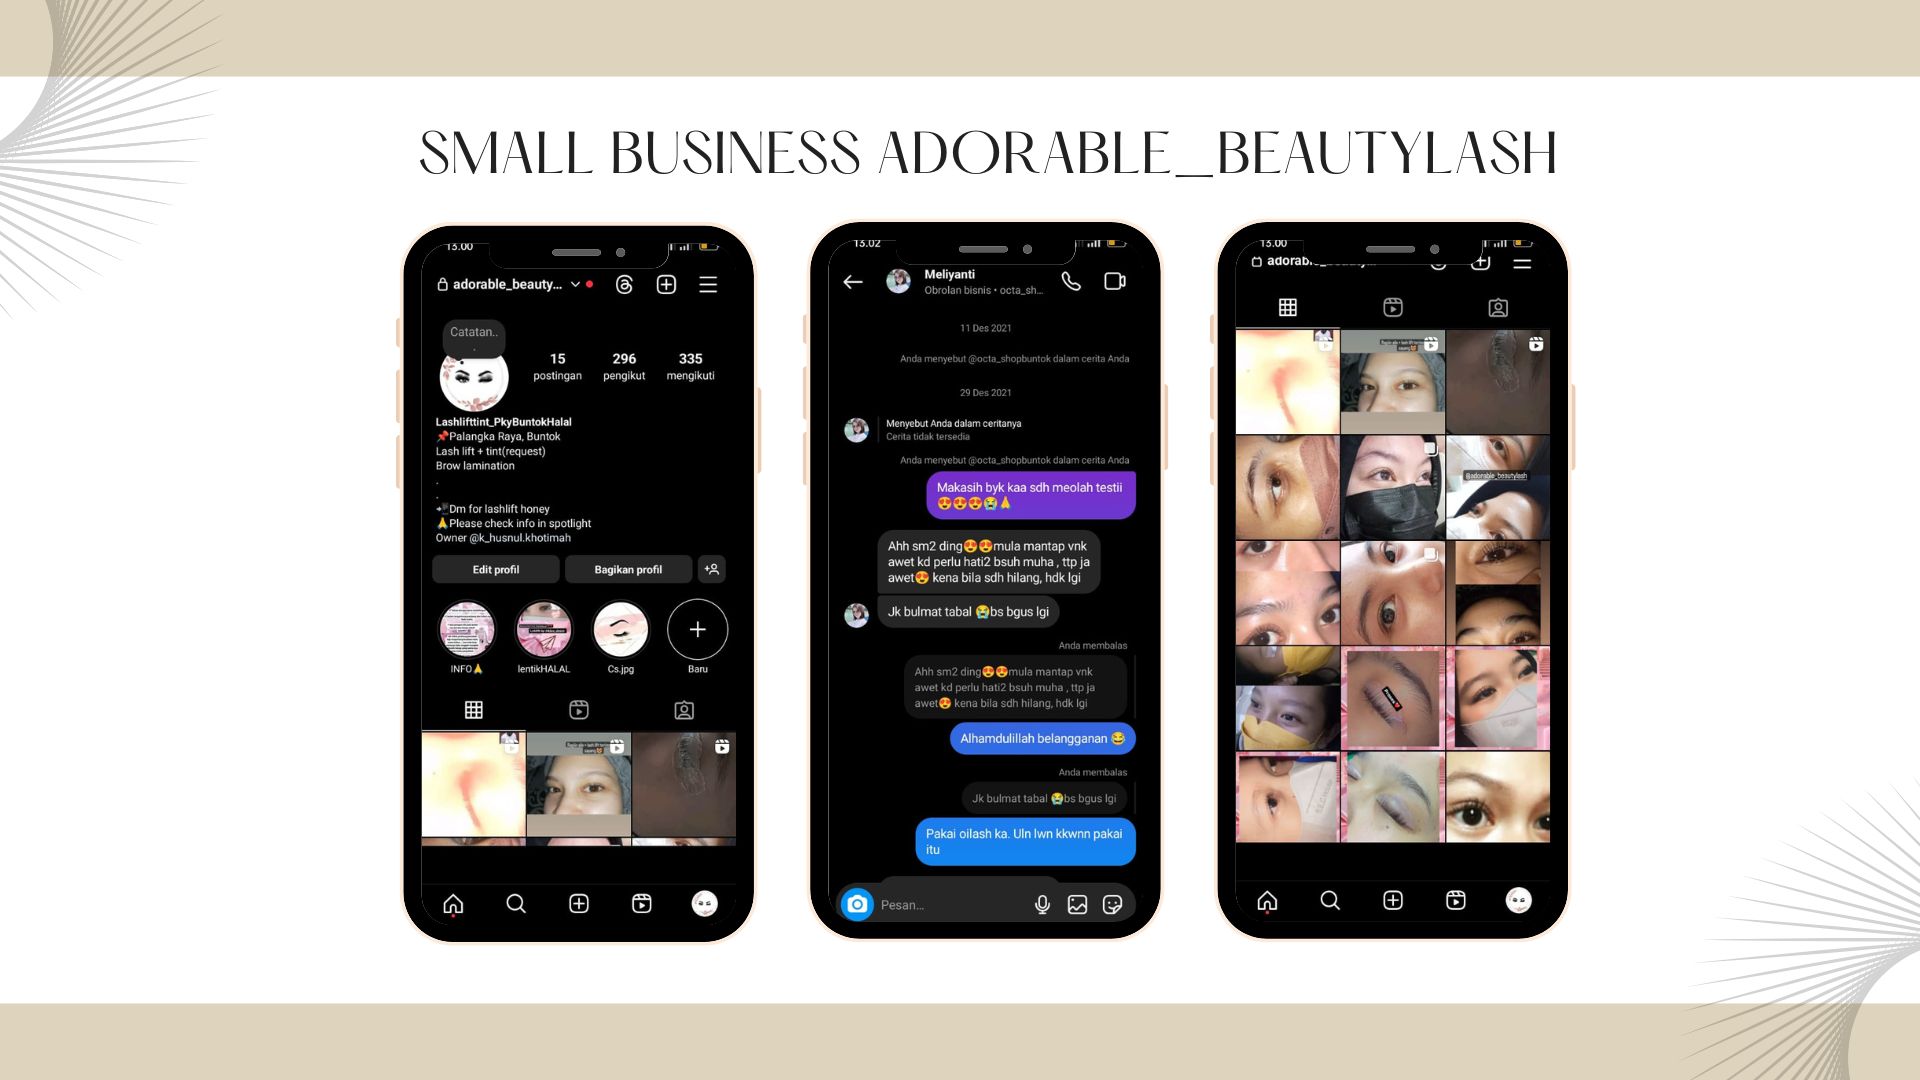 SMALL BUSINESS ADORABLE_BEAUTYLASH
13.00
adorable_beauty...
Catatan..
.
15
296
335
postingan
pengikut
mengikuti
Lashlifttint_PkyBuntokHalal
📌Palangka Raya, Buntok
Lash lift + tint(request)
Brow lamination
.
.
📲Dm for lashlift honey
🙏Please check info in spotlight
Owner @k_husnul.khotimah
Edit profil
Bagikan profil
INFO🙏
lentikHALAL
Cs.jpg
Baru
13.02
Meliyanti
Obrolan bisnis • octa_sh...
11 Des 2021
Anda menyebut @octa_shopbuntok dalam cerita Anda
29 Des 2021
Menyebut Anda dalam ceritanya
Cerita tidak tersedia
Anda menyebut @octa_shopbuntok dalam cerita Anda
Makasih byk kaa sdh meolah testii
😍😍😍😭🙏
Ahh sm2 ding😍😍mula mantap vnk
awet kd perlu hati2 bsuh muha , ttp ja
awet😍 kena bila sdh hilang, hdk lgi
Jk bulmat tabal 😭bs bgus lgi
Anda membalas
Ahh sm2 ding😍😍mula mantap vnk
awet kd perlu hati2 bsuh muha , ttp ja
awet😍 kena bila sdh hilang, hdk lgi
Alhamdulillah belangganan 😂
Anda membalas
Jk bulmat tabal 😭bs bgus lgi
Pakai oilash ka. Uln lwn kkwnn pakai
itu
Pesan...
13.00
@adorable_beautylash